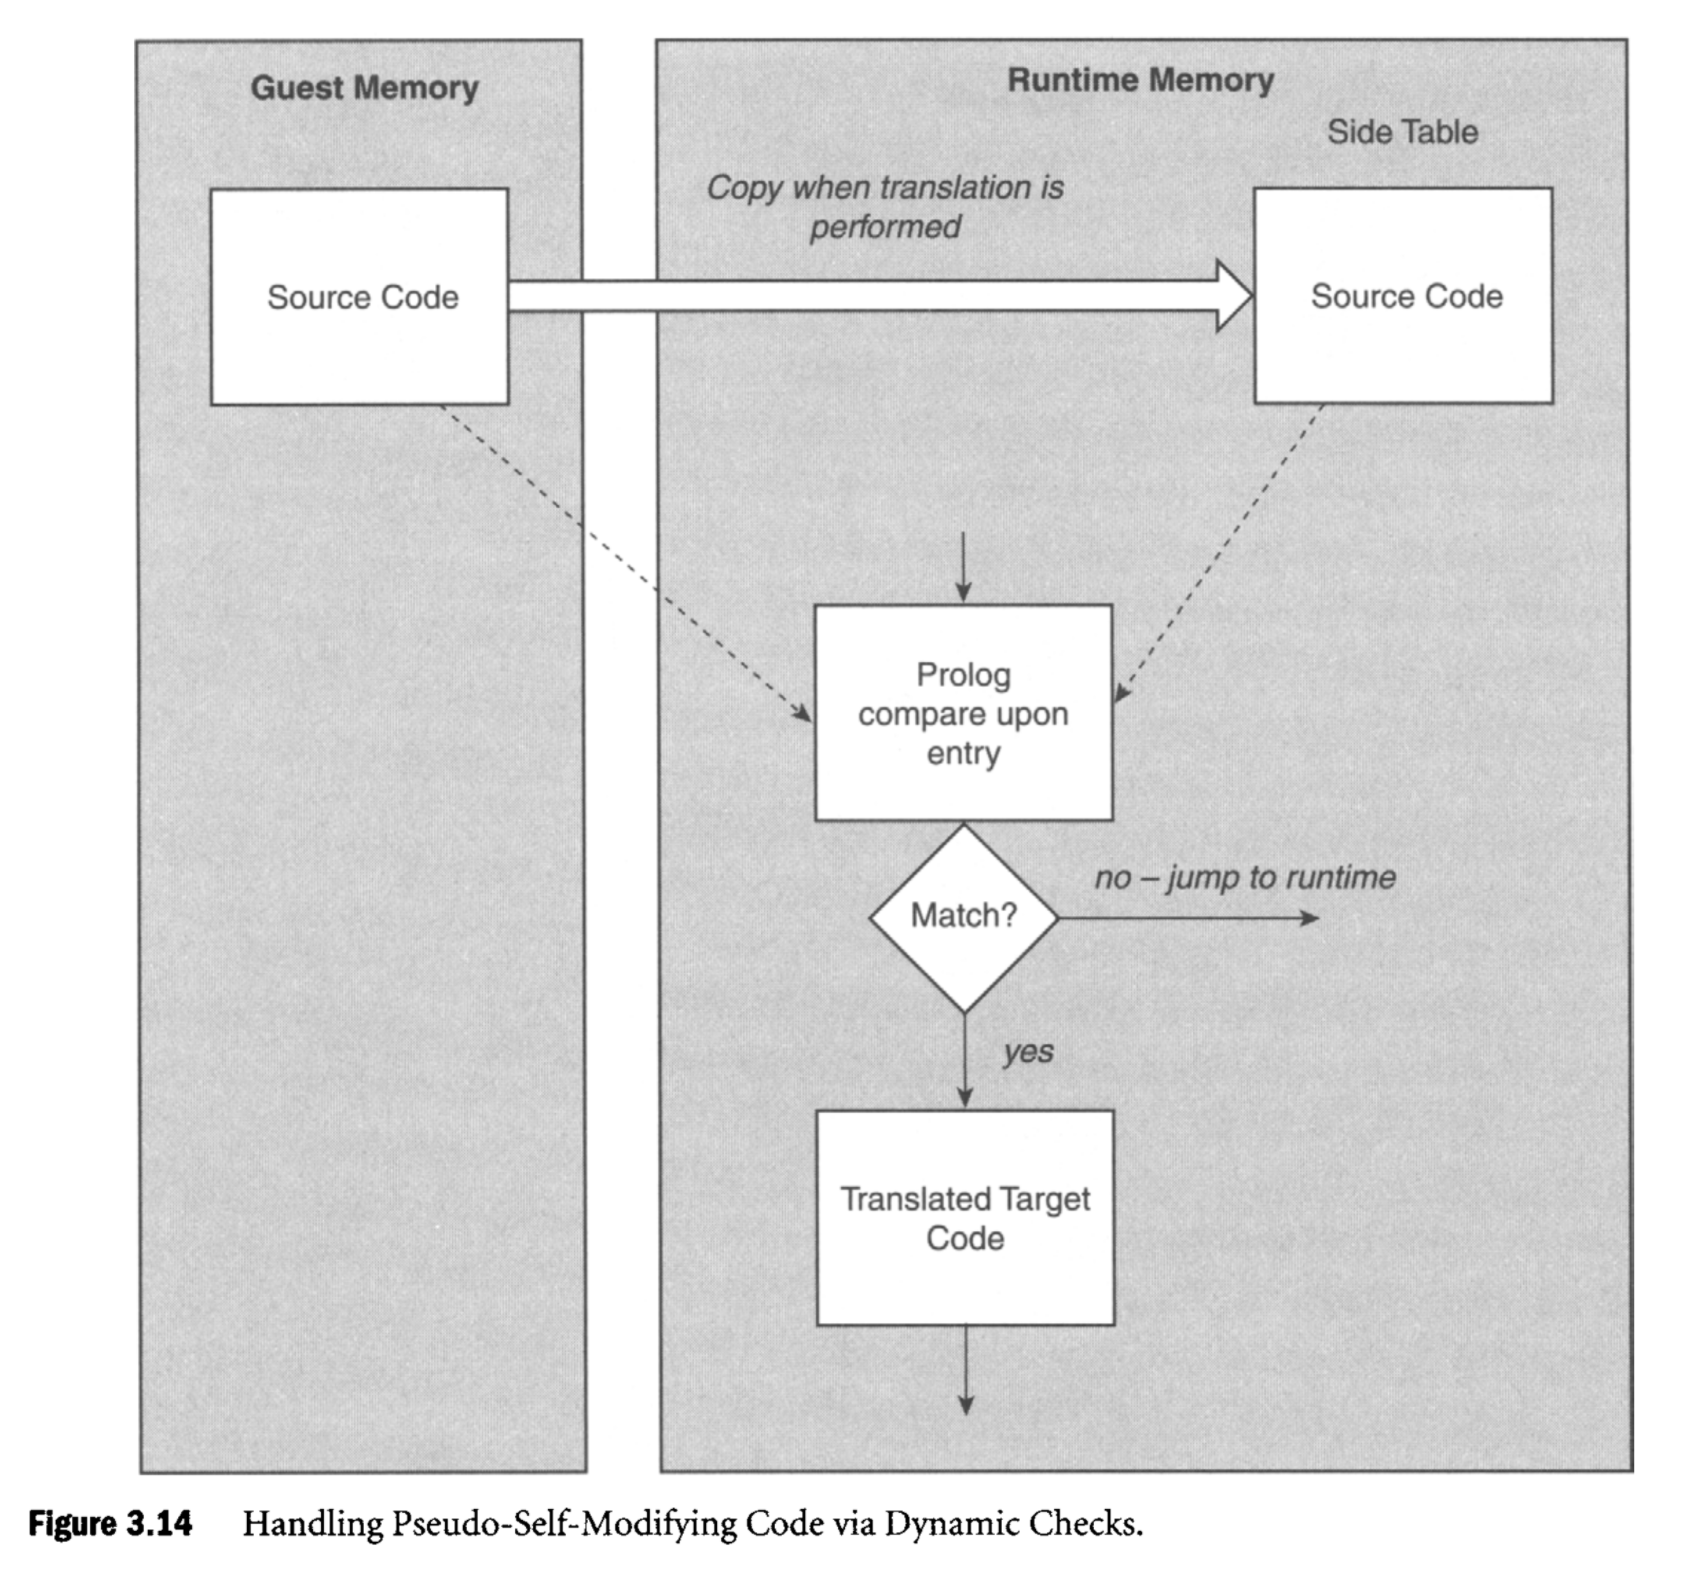 Guest Memory
Runtime Memory
Side Table
Copy when translation is
performed
Source Code
Source Code
Prolog
compare upon
entry
no – jump to runtime
Match?
yes
Translated Target
Code
Figure 3.14 Handling Pseudo-Self-Modifying Code via Dynamic Checks.